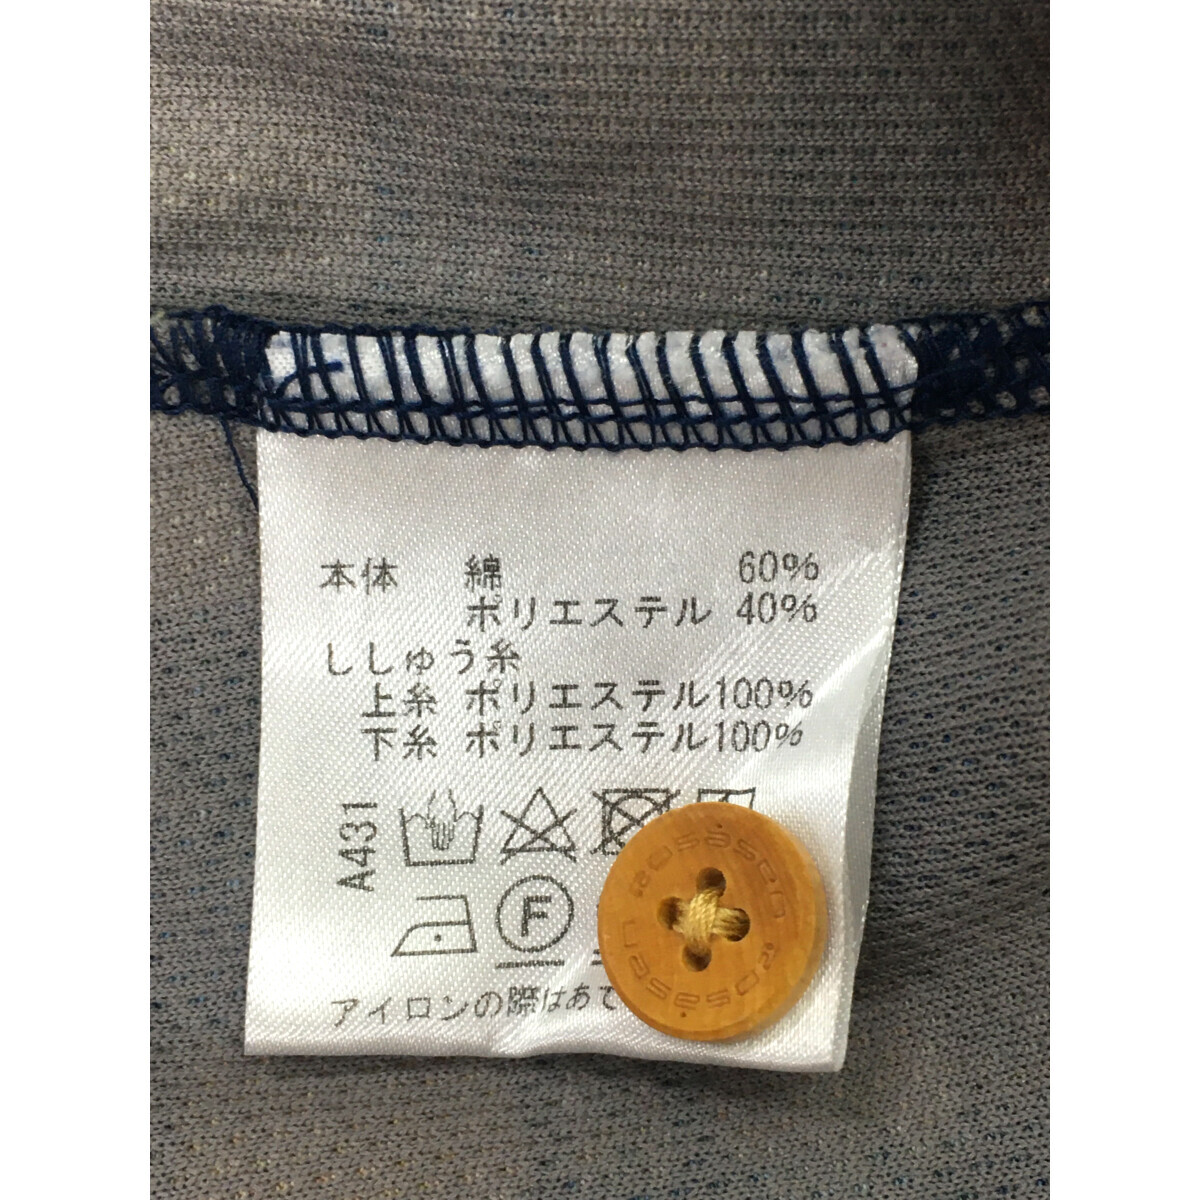 本体 綿 60%
ポリエステル 40%
ししゅう糸
上糸 ポリエステル100%
下糸 ポリエステル100%
A431
F
アイロンの際はあて
rosasen
rosasen